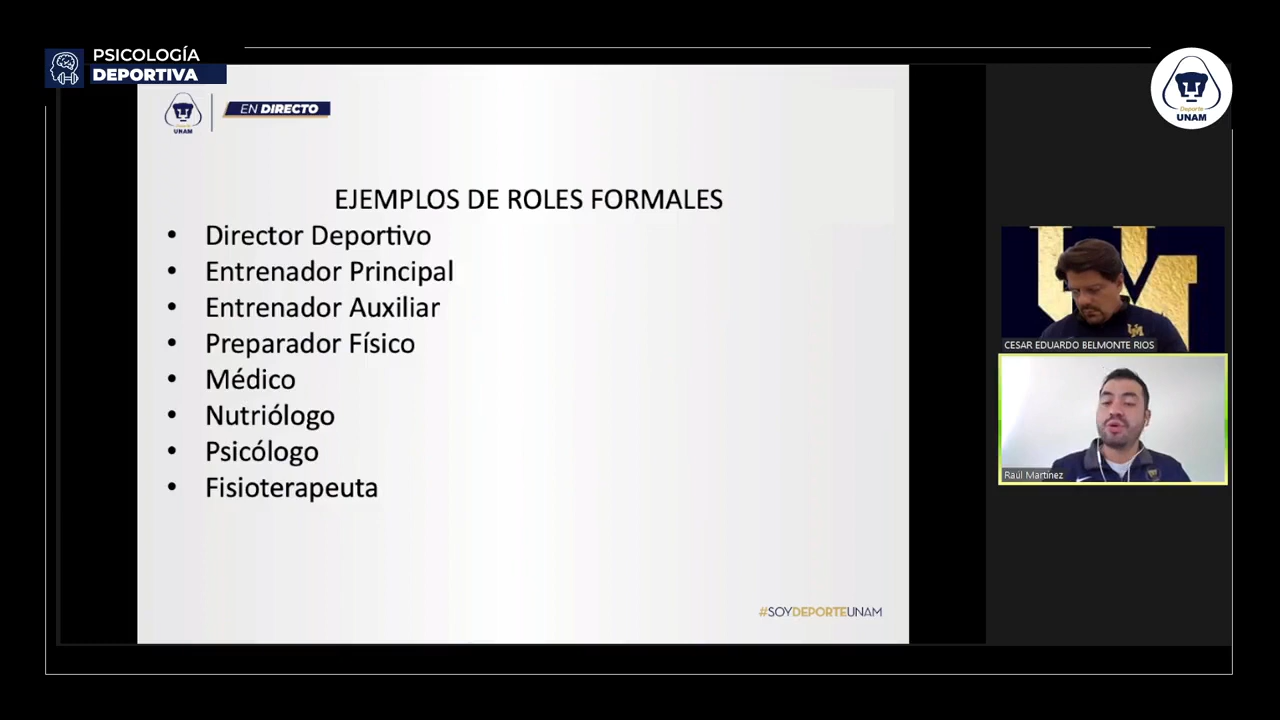 PSICOLOGÍA
DEPORTIVA
Deporte
UNAM
EN DIRECTO
Deporte
UNAM
EJEMPLOS DE ROLES FORMALES
• Director Deportivo
• Entrenador Principal
• Entrenador Auxiliar
• Preparador Físico
• Médico
• Nutriólogo
• Psicólogo
• Fisioterapeuta
CESAR EDUARDO BELMONTE RIOS
Raúl Martínez
#SOYDEPORTEUNAM